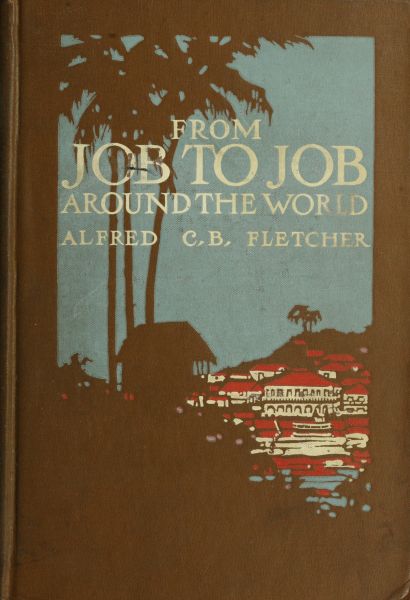 FROM
JOB TO JOB
AROUND THE WORLD
ALFRED C.B. FLETCHER